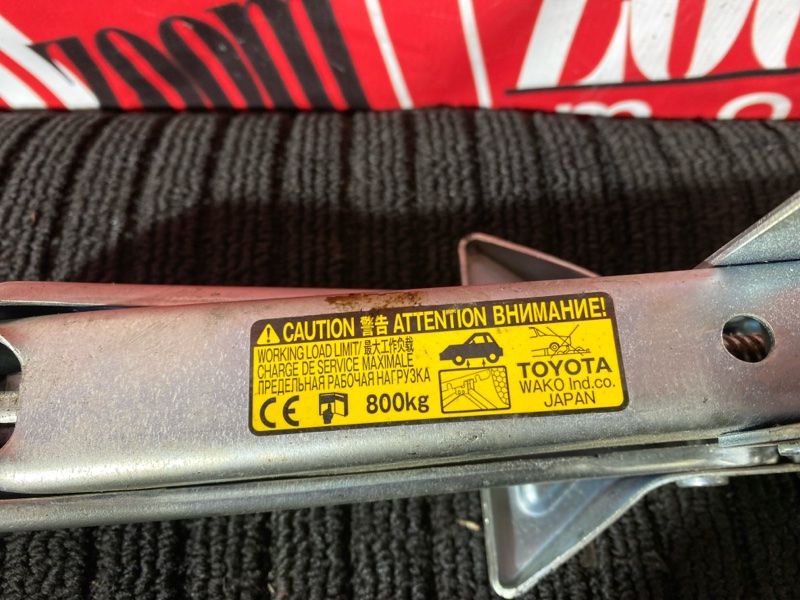 ZOOM
CAUTION 警告 ATTENTION ВНИМАНИЕ!
WORKING LOAD LIMIT/最大工作负载
CHARGE DE SERVICE MAXIMALE
ПРЕДЕЛЬНАЯ РАБОЧАЯ НАГРУЗКА
CE 800kg
TOYOTA
WAKO Ind.co.
JAPAN